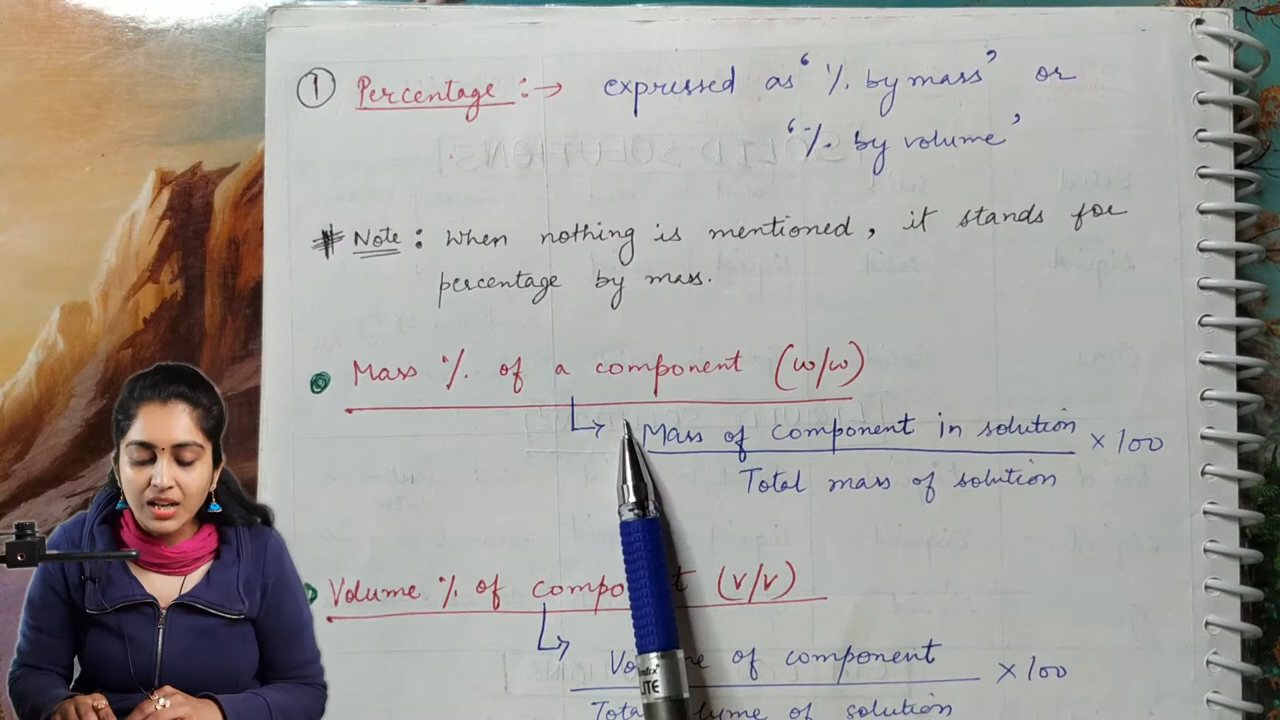 ① Percentage :→ expressed as '% by mass' or
'% by volume'
# Note : When nothing is mentioned, it stands for
percentage by mass.
Mass % of a component (w/w)
Mass of component in solution × 100
Total mass of solution
Volume % of compo t (v/v)
Vo e of component × 100
Tota lume of solution
ITE